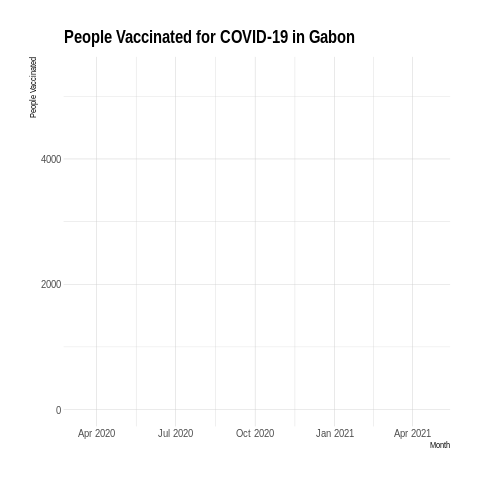 People Vaccinated for COVID-19 in Gabon
People Vaccinated
4000
2000
0
Apr 2020 Jul 2020 Oct 2020 Jan 2021 Apr 2021
Month